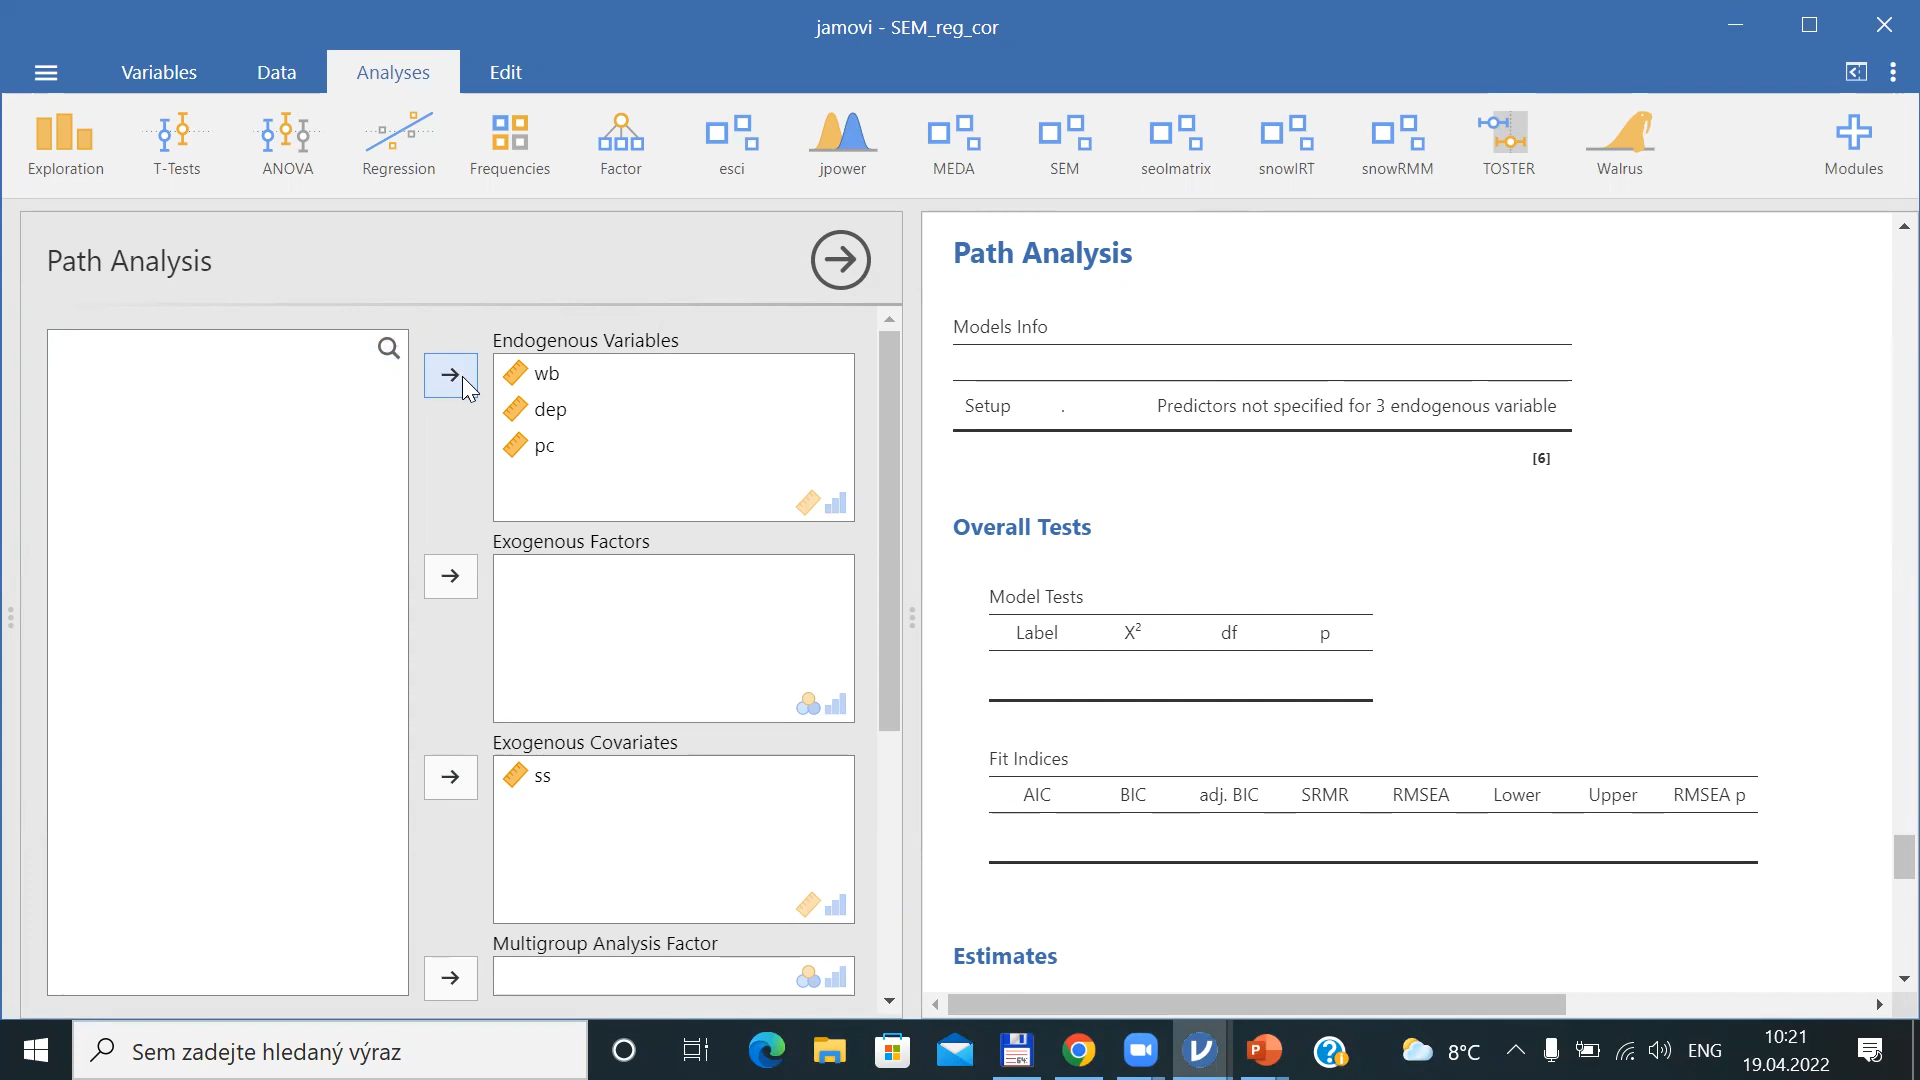 jamovi - SEM_reg_cor
Variables
Data
Analyses
Edit
Exploration
T-Tests
ANOVA
Regression
Frequencies
Factor
esci
jpower
MEDA
SEM
seolmatrix
snowIRT
snowRMM
TOSTER
Walrus
Modules
Path Analysis
Endogenous Variables
wb
dep
pc
Exogenous Factors
Exogenous Covariates
ss
Multigroup Analysis Factor
Path Analysis
Models Info
Setup . Predictors not specified for 3 endogenous variable
[6]
Overall Tests
Model Tests
Label X² df p
Fit Indices
AIC BIC adj. BIC SRMR RMSEA Lower Upper RMSEA p
Estimates
Sem zadejte hledaný výraz
64
8°C
ENG
10:21
19.04.2022